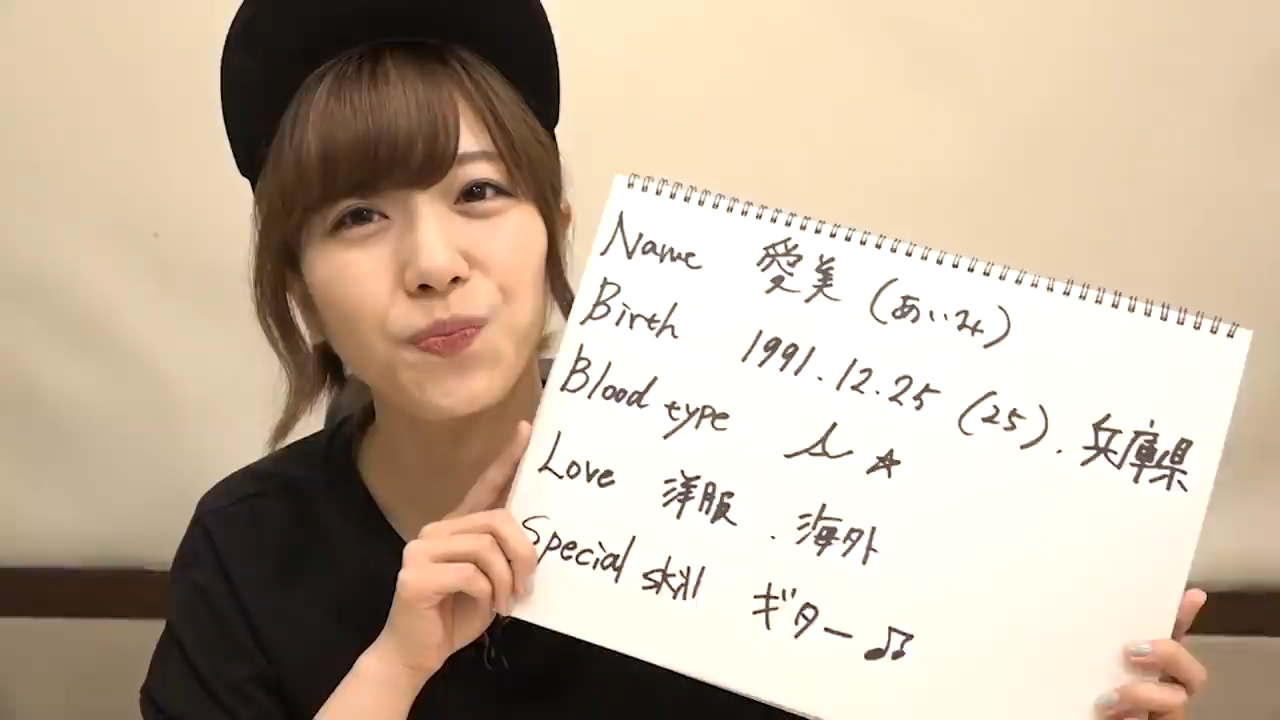 Name 愛美 (あいみ)
Birth 1991.12.25 (25). 兵庫県
Blood type A ☆
Love 洋服 . 海外
Special skill ギター♫